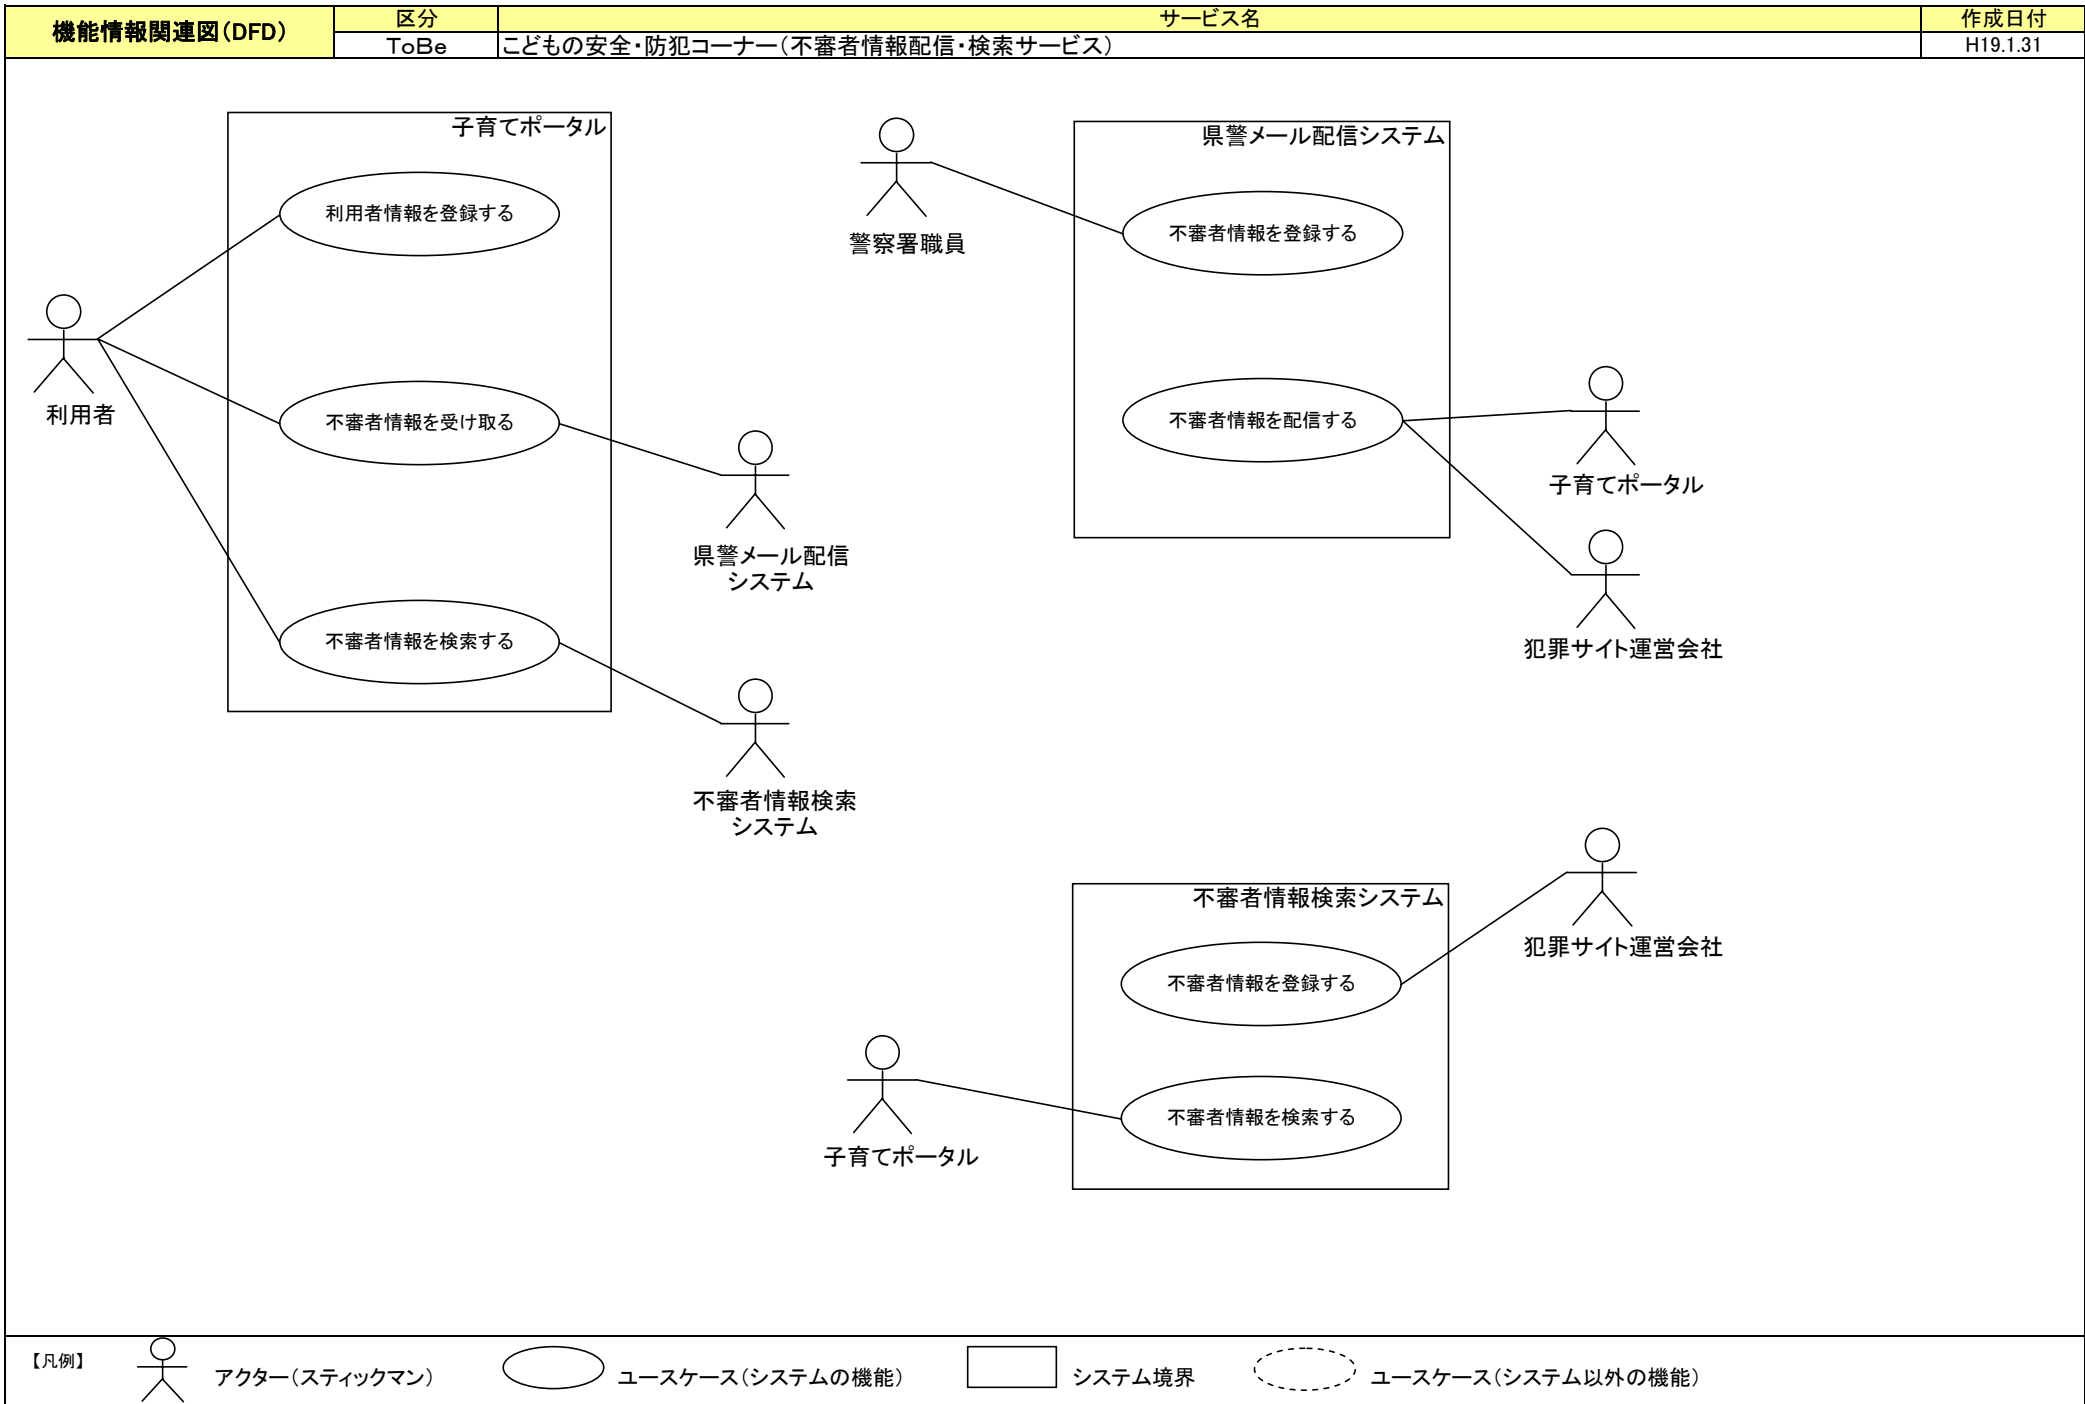 機能情報関連図(DFD)
区分
サービス名
作成日付
ToBe
こどもの安全・防犯コーナー(不審者情報配信・検索サービス)
H19.1.31
子育てポータル
利用者情報を登録する
不審者情報を受け取る
不審者情報を検索する
利用者
県警メール配信
システム
不審者情報検索
システム
警察署職員
県警メール配信システム
不審者情報を登録する
不審者情報を配信する
子育てポータル
犯罪サイト運営会社
不審者情報検索システム
不審者情報を登録する
不審者情報を検索する
犯罪サイト運営会社
子育てポータル
【凡例】
アクター(スティックマン)
ユースケース(システムの機能)
システム境界
ユースケース(システム以外の機能)